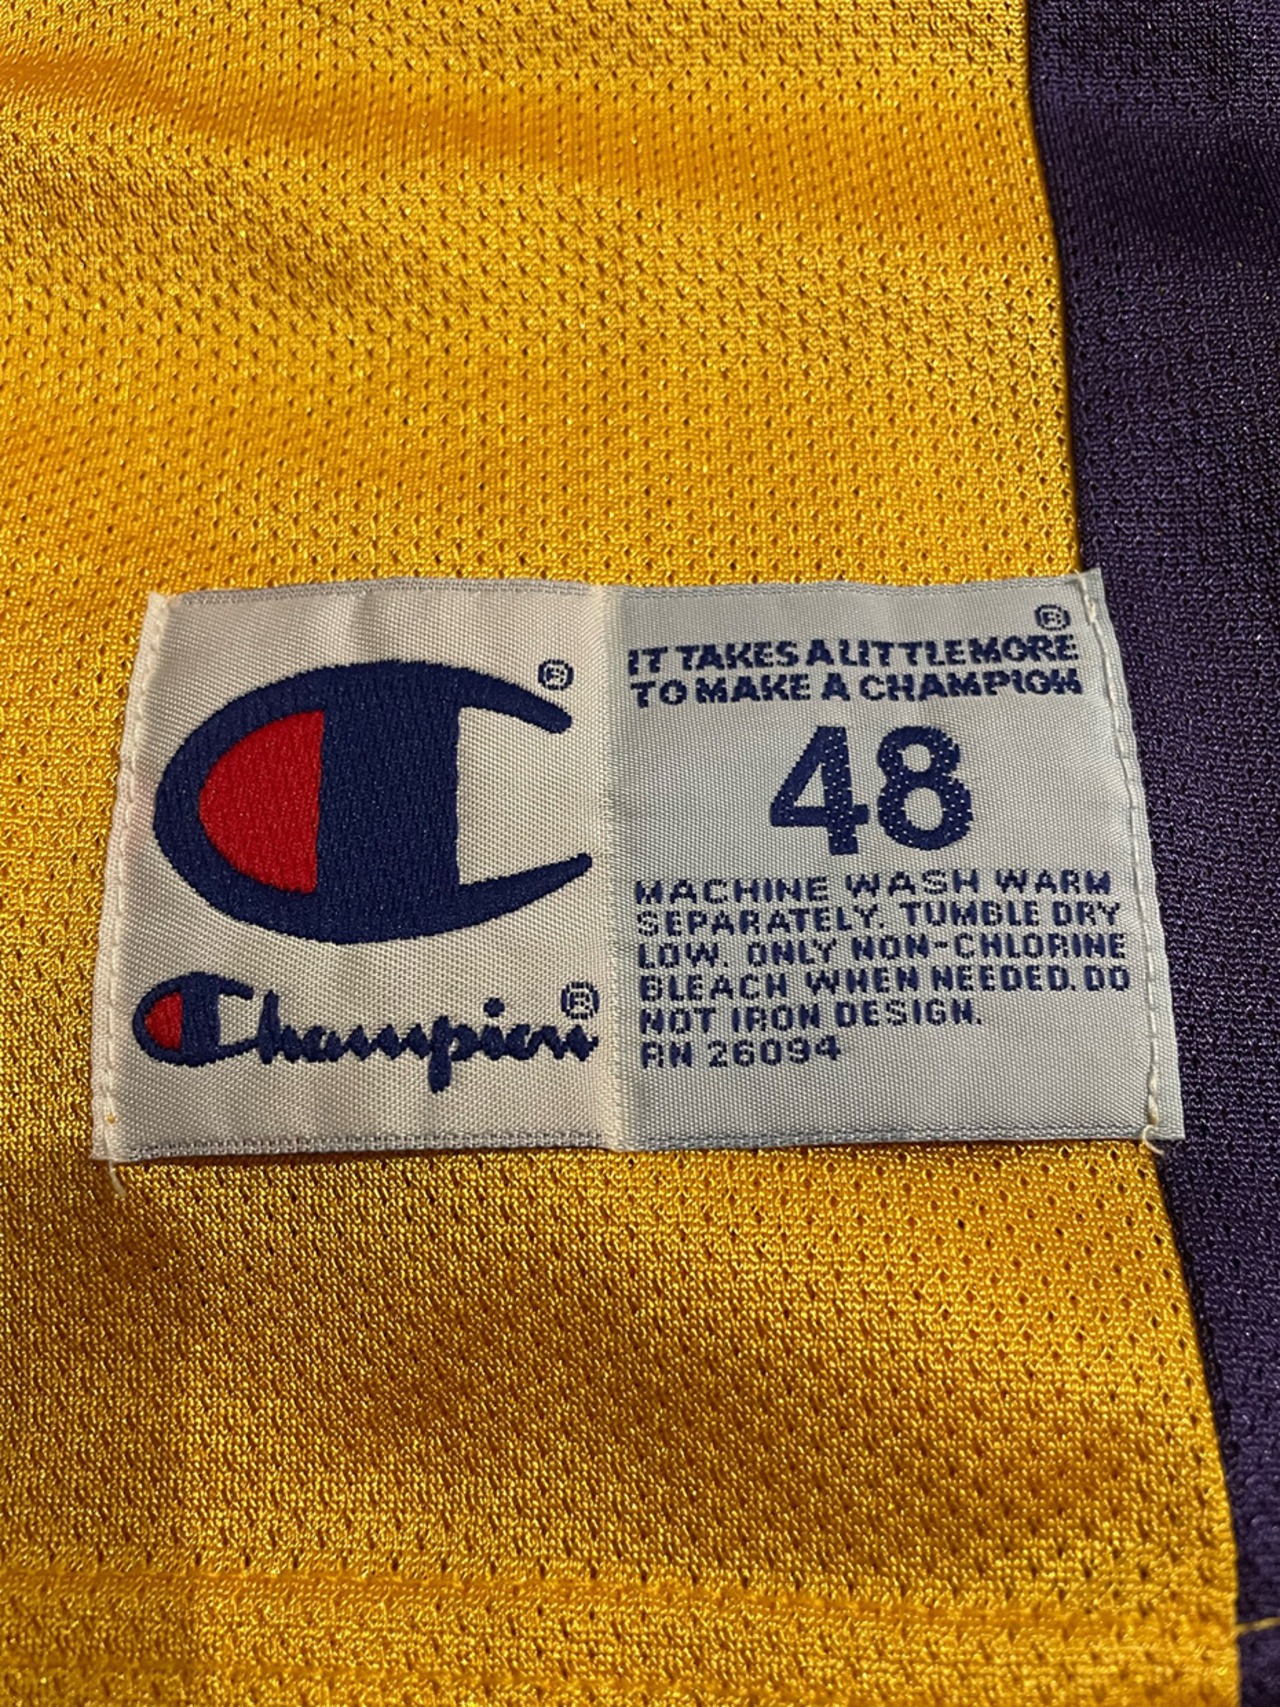 ®
Champion®
®
IT TAKES A LITTLE MORE
TO MAKE A CHAMPION
48
MACHINE WASH WARM
SEPARATELY. TUMBLE DRY
LOW. ONLY NON-CHLORINE
BLEACH WHEN NEEDED. DO
NOT IRON DESIGN.
RN 26094